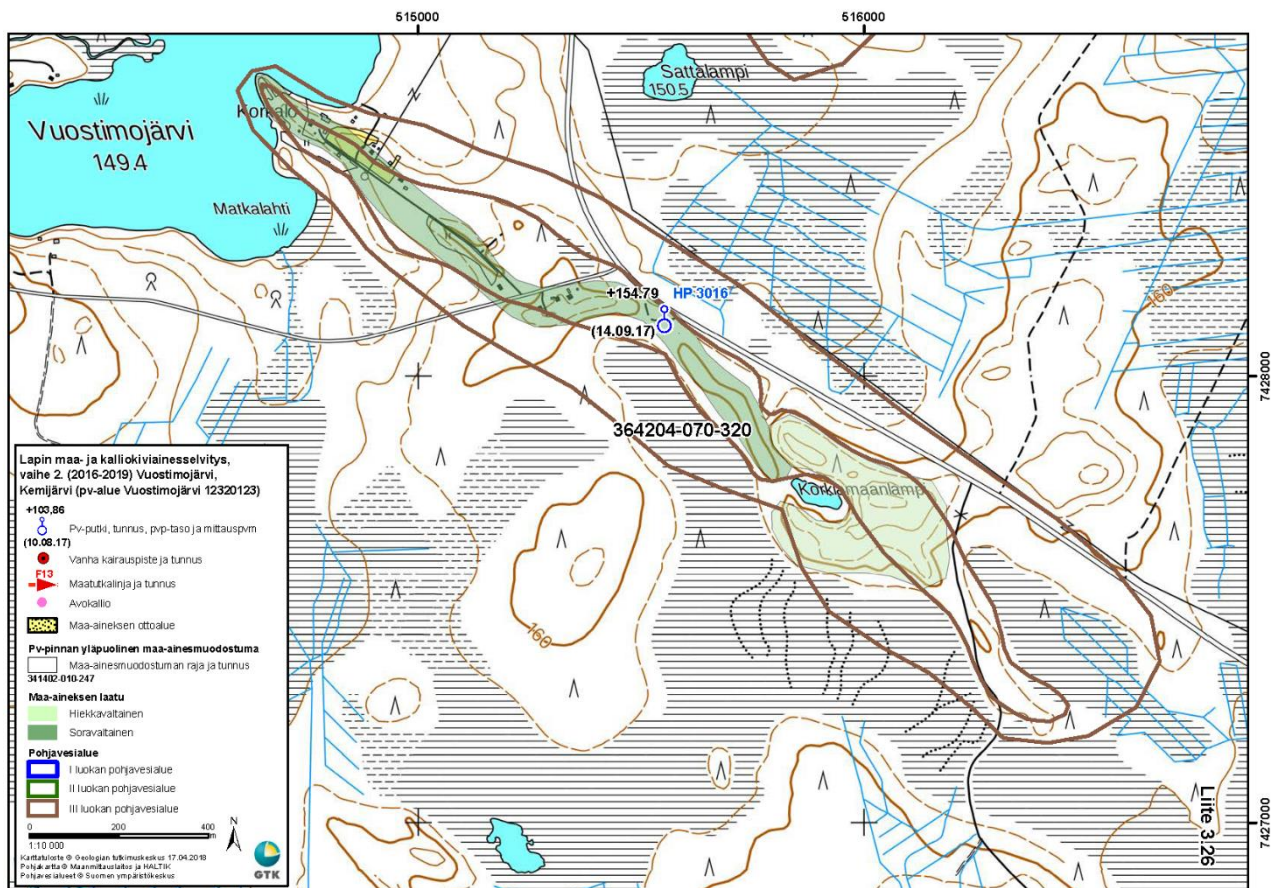 515000
516000
Sattalampi
150.5
Korkalo
Vuostimojärvi
149.4
Matkalahti
160
+154.79 HP-3016
(14.09.17)
7428000
364204-070-320
Korkiamaanlampi
160
7427000
Liite 3.26
Lapin maa- ja kalliokiviainesselvitys,
vaihe 2. (2016-2019) Vuostimojärvi,
Kemijärvi (pv-alue Vuostimojärvi 12320123)
+103,86
Pv-putki, tunnus, pvp-taso ja mittauspvm
(10.08.17)
Vanha kairauspiste ja tunnus
F13
Maatutkalinja ja tunnus
Avokallio
Maa-aineksen ottoalue
Pv-pinnan yläpuolinen maa-ainesmuodostuma
Maa-ainesmuodostuman raja ja tunnus
341402-010-247
Maa-aineksen laatu
Hiekkavaltainen
Soravaltainen
Pohjavesialue
I luokan pohjavesialue
II luokan pohjavesialue
III luokan pohjavesialue
0 200 400
m
1:10 000
N
Karttatuloste © Geologian tutkimuskeskus 17.04.2018
Pohjakartta © Maanmittauslaitos ja HALTIK
Pohjavesialueet © Suomen ympäristökeskus
GTK